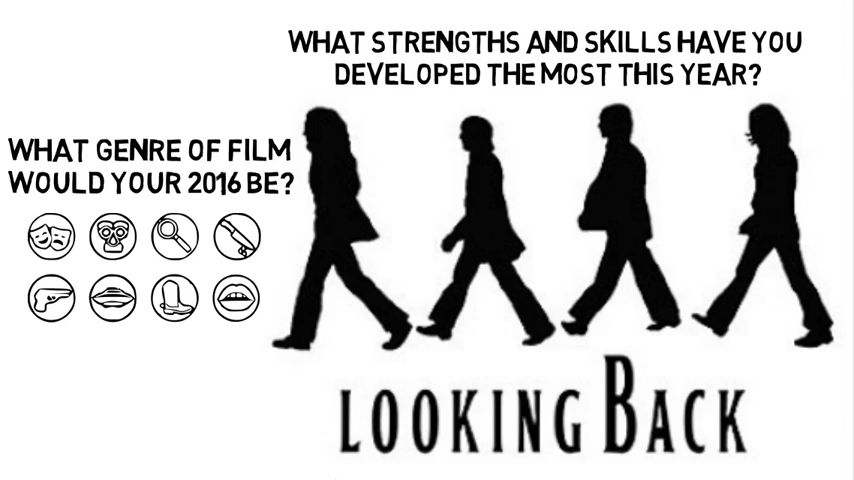 WHAT STRENGTHS AND SKILLS HAVE YOU
DEVELOPED THE MOST THIS YEAR?
WHAT GENRE OF FILM
WOULD YOUR 2016 BE?
LOOKING BACK